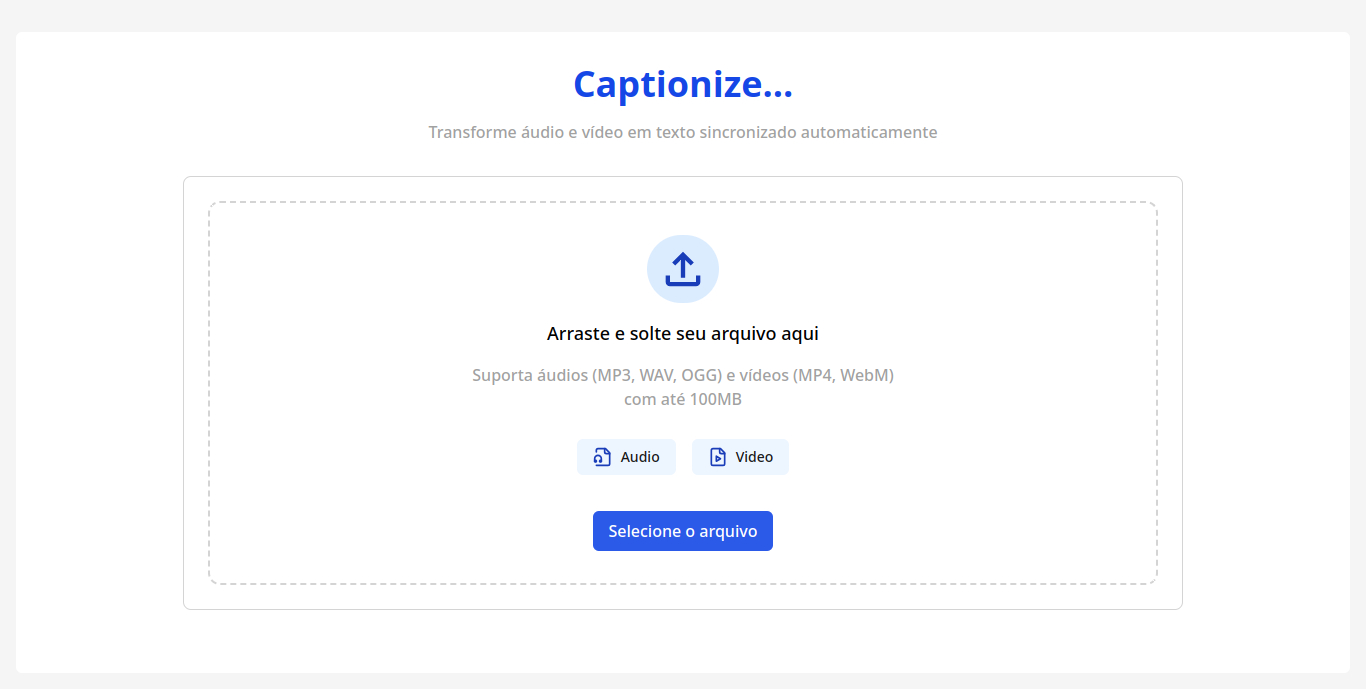 Captionize...
Transforme áudio e vídeo em texto sincronizado automaticamente
Arraste e solte seu arquivo aqui
Suporta áudios (MP3, WAV, OGG) e vídeos (MP4, WebM)
com até 100MB
Audio Video
Selecione o arquivo